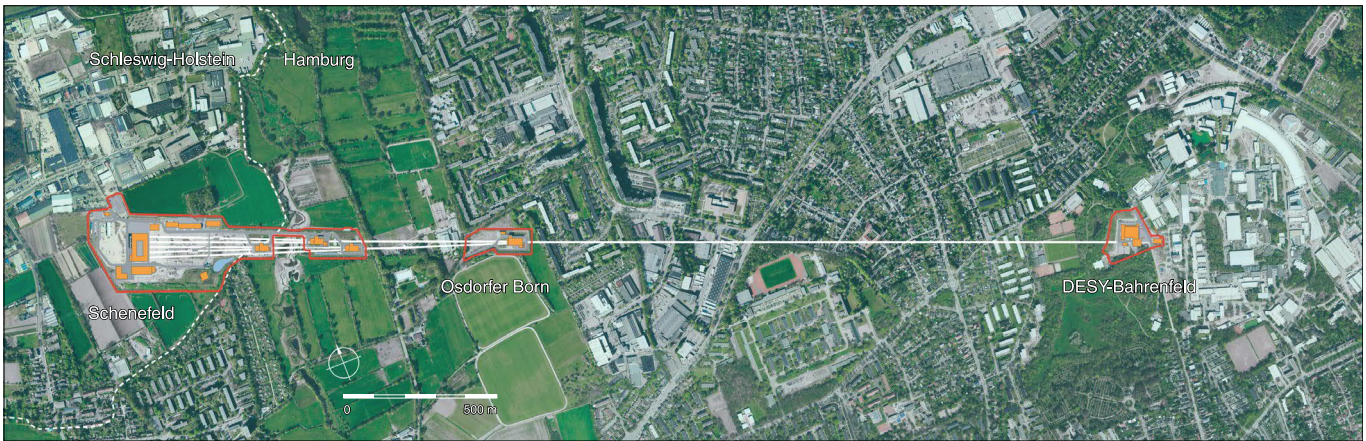 Schleswig-Holstein
Hamburg
Schenefeld
Osdorfer Born
DESY-Bahrenfeld
0
500 m